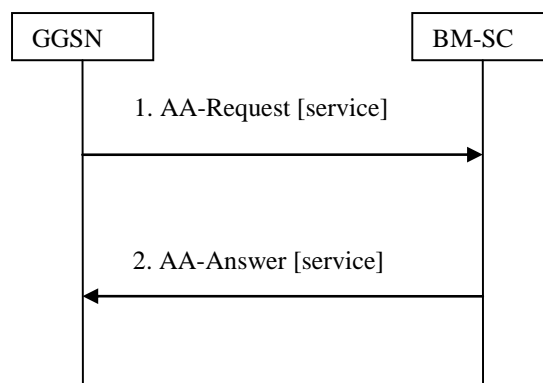 GGSN
BM-SC
1. AA-Request [service]
2. AA-Answer [service]